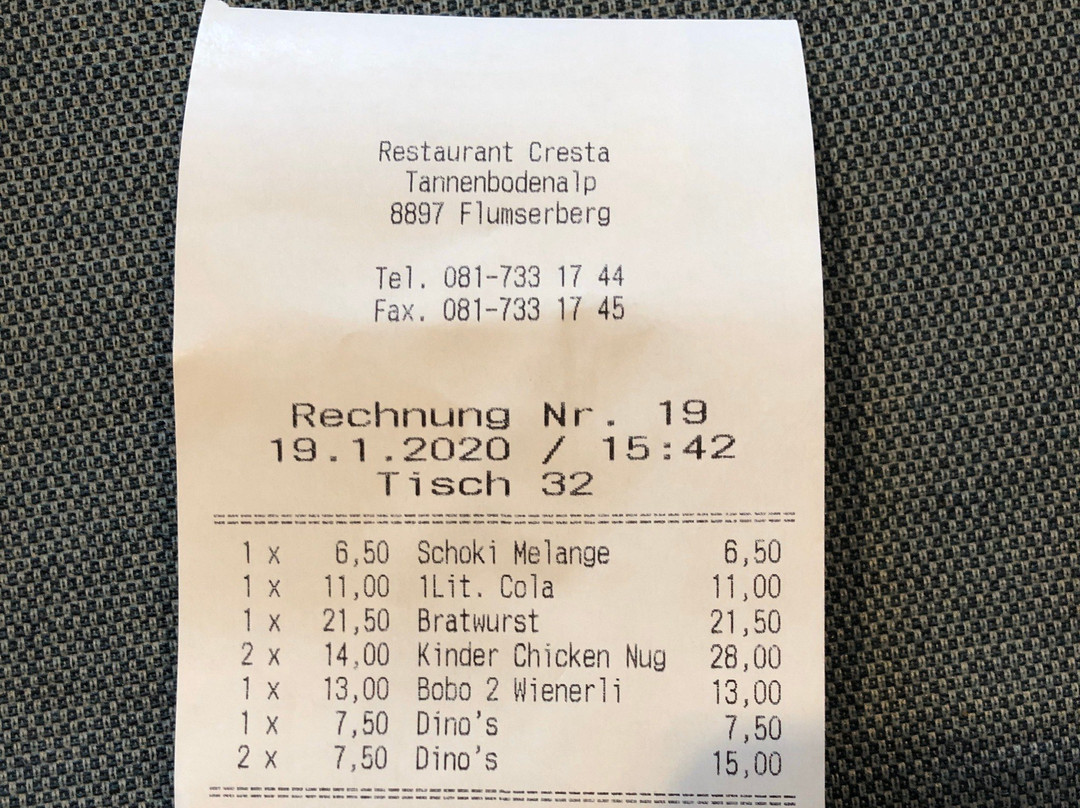 Restaurant Cresta
Tannenbodenalp
8897 Flumserberg
Tel. 081-733 17 44
Fax. 081-733 17 45
Rechnung Nr. 19
19.1.2020 / 15:42
Tisch 32
1 x 6,50 Schoki Melange 6,50
1 x 11,00 1Lit. Cola 11,00
1 x 21,50 Bratwurst 21,50
2 x 14,00 Kinder Chicken Nug 28,00
1 x 13,00 Bobo 2 Wienerli 13,00
1 x 7,50 Dino's 7,50
2 x 7,50 Dino's 15,00